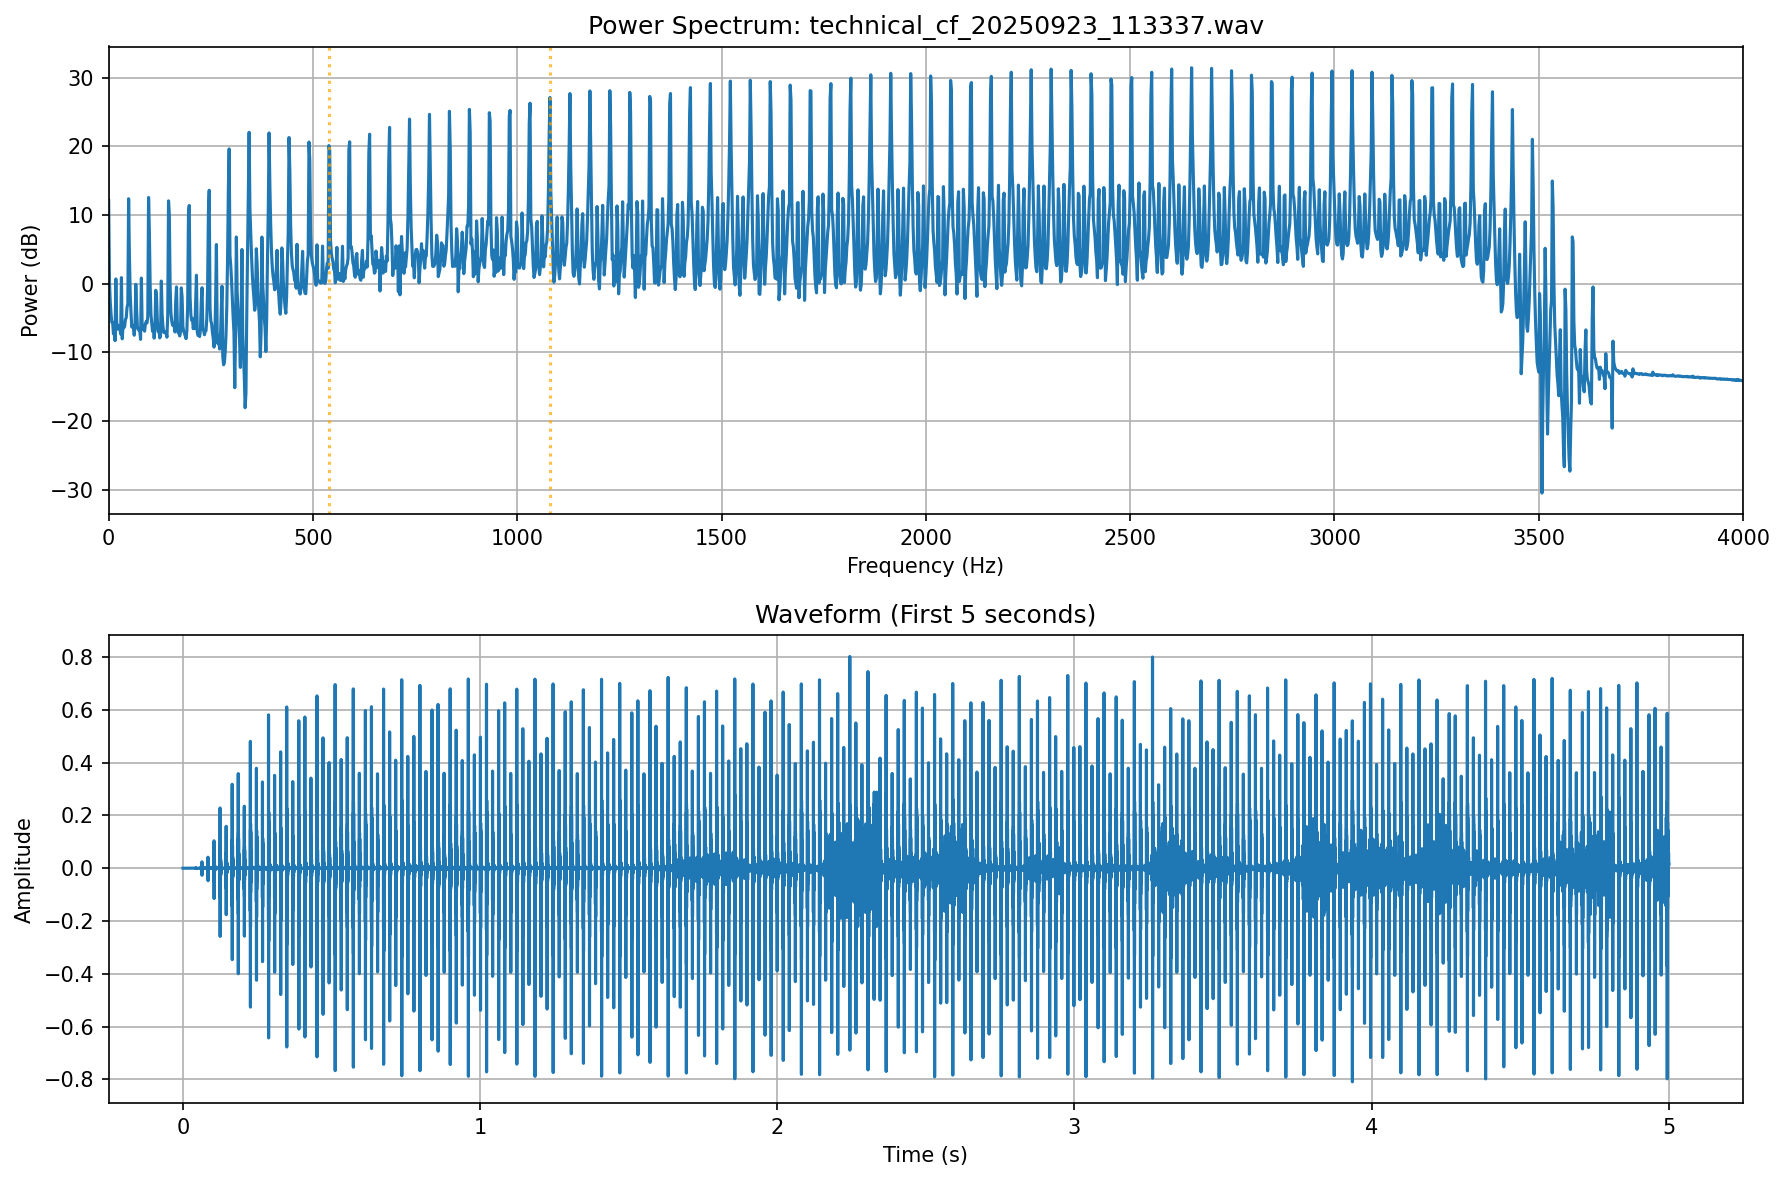 Power Spectrum: technical_cf_20250923_113337.wav
Power (dB)
30
20
10
0
−10
−20
−30
0 500 1000 1500 2000 2500 3000 3500 4000
Frequency (Hz)
Waveform (First 5 seconds)
Amplitude
0.8
0.6
0.4
0.2
0.0
−0.2
−0.4
−0.6
−0.8
0 1 2 3 4 5
Time (s)